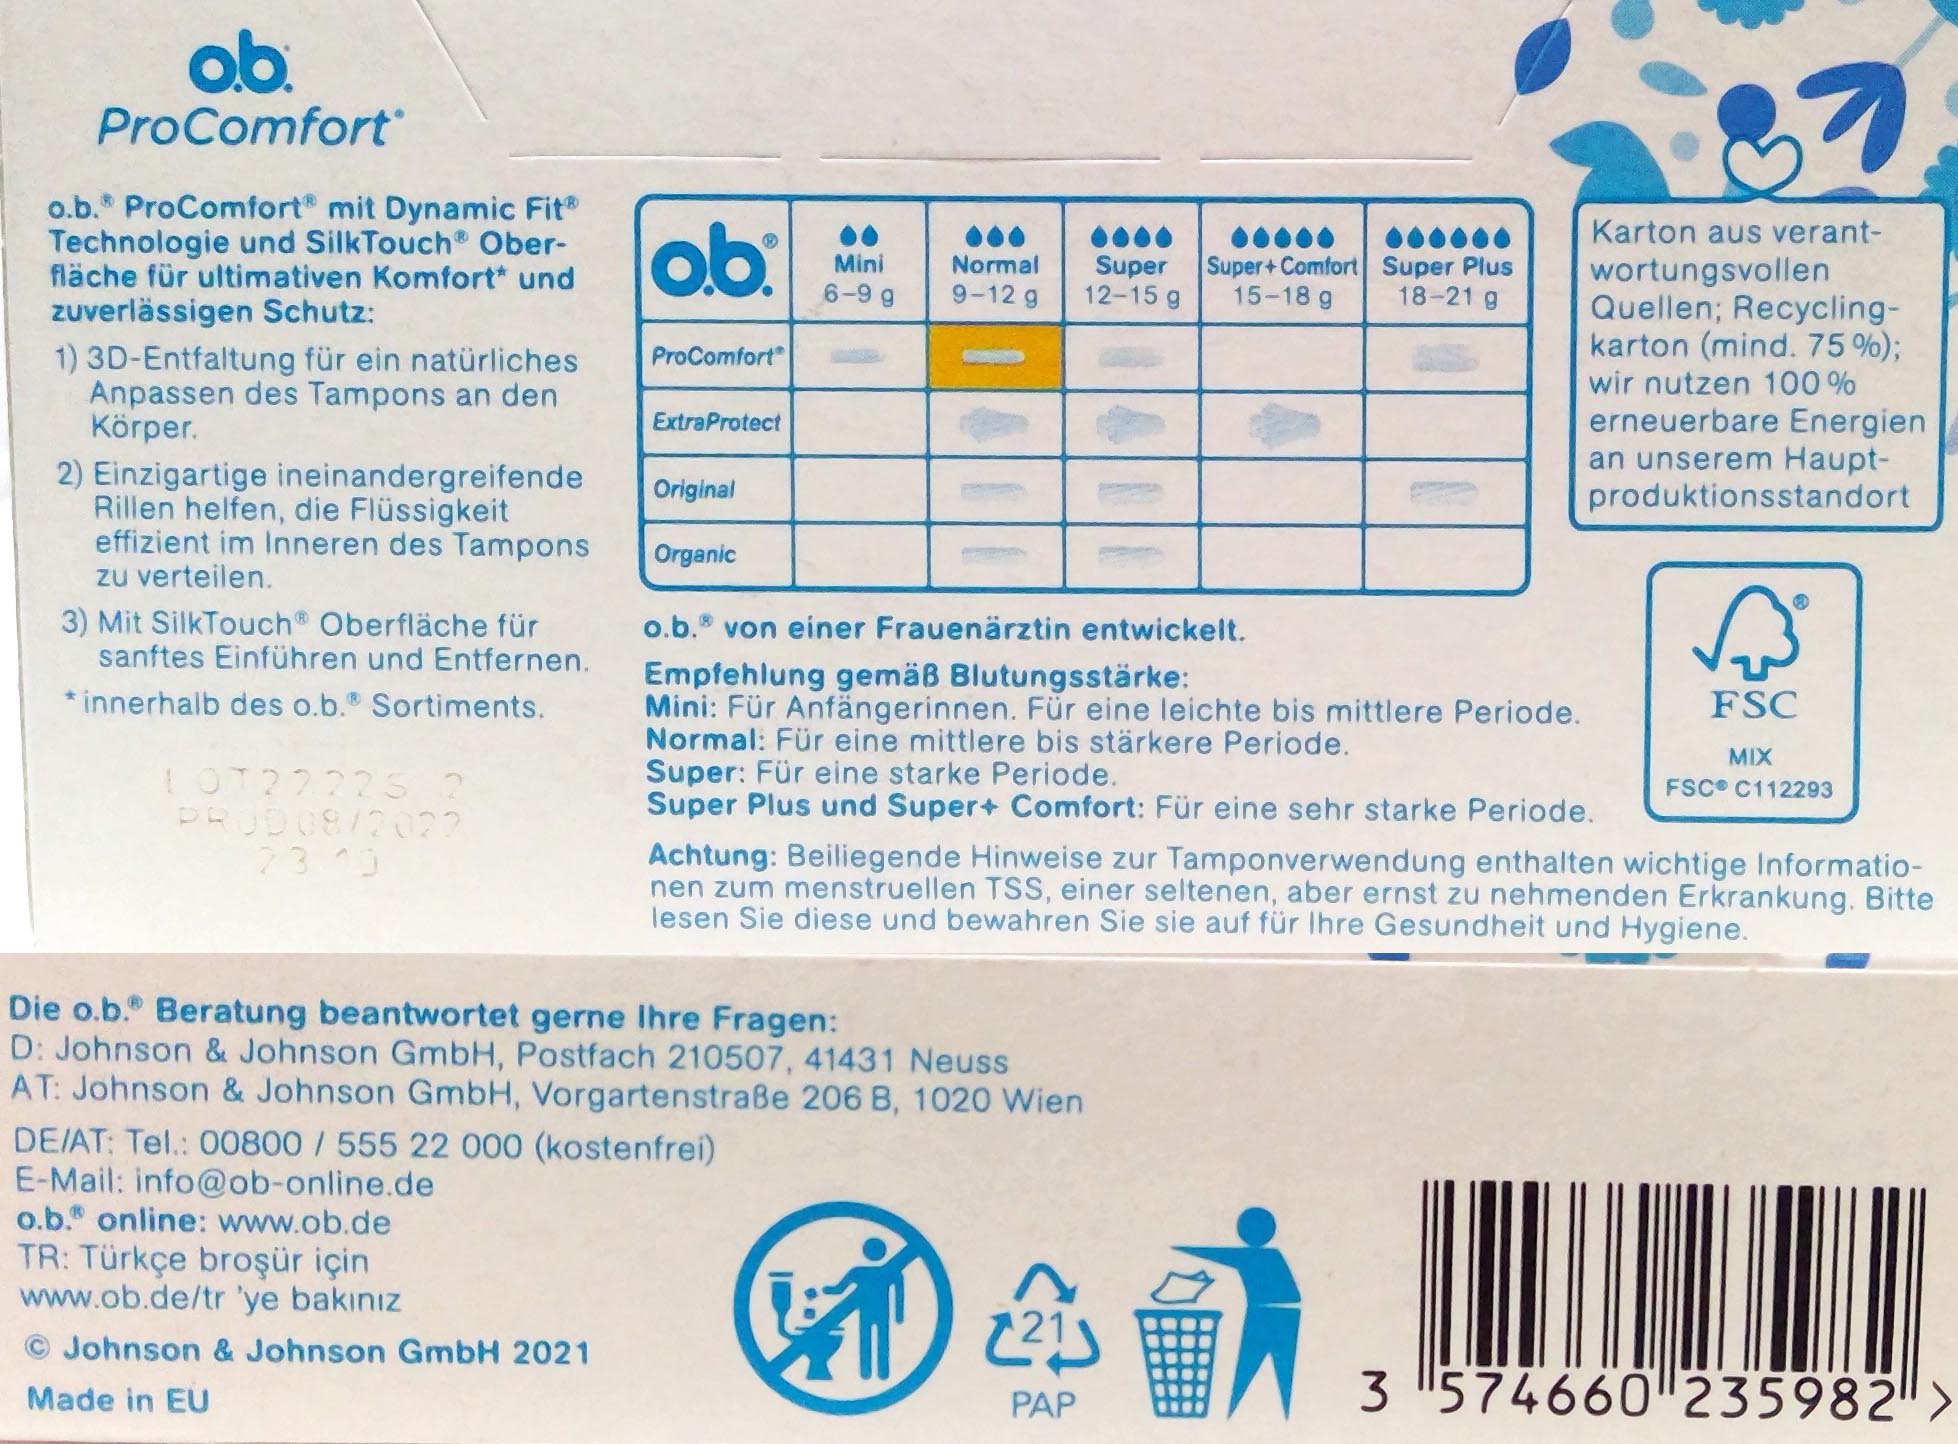 o.b.®
ProComfort®
o.b.® ProComfort® mit Dynamic Fit®
Technologie und SilkTouch® Ober-
fläche für ultimativen Komfort* und
zuverlässigen Schutz:
1) 3D-Entfaltung für ein natürliches
Anpassen des Tampons an den
Körper.
2) Einzigartige ineinandergreifende
Rillen helfen, die Flüssigkeit
effizient im Inneren des Tampons
zu verteilen.
3) Mit SilkTouch® Oberfläche für
sanftes Einführen und Entfernen.
*innerhalb des o.b.® Sortiments.
PROD08/2022
o.b.®
Mini Normal Super Super+ Comfort Super Plus
6–9 g 9–12 g 12–15 g 15–18 g 18–21 g
ProComfort®
ExtraProtect
Original
Organic
o.b.® von einer Frauenärztin entwickelt.
Empfehlung gemäß Blutungsstärke:
Mini: Für Anfängerinnen. Für eine leichte bis mittlere Periode.
Normal: Für eine mittlere bis stärkere Periode.
Super: Für eine starke Periode.
Super Plus und Super+ Comfort: Für eine sehr starke Periode.
Achtung: Beiliegende Hinweise zur Tamponverwendung enthalten wichtige Informatio-
nen zum menstruellen TSS, einer seltenen, aber ernst zu nehmenden Erkrankung. Bitte
lesen Sie diese und bewahren Sie sie auf für Ihre Gesundheit und Hygiene.
Karton aus verant-
wortungsvollen
Quellen; Recycling-
karton (mind. 75 %);
wir nutzen 100 %
erneuerbare Energien
an unserem Haupt-
produktionsstandort
®
FSC
MIX
FSC® C112293
Die o.b.® Beratung beantwortet gerne Ihre Fragen:
D: Johnson & Johnson GmbH, Postfach 210507, 41431 Neuss
AT: Johnson & Johnson GmbH, Vorgartenstraße 206 B, 1020 Wien
DE/AT: Tel.: 00800 / 555 22 000 (kostenfrei)
E-Mail: info@ob-online.de
o.b.® online: www.ob.de
TR: Türkçe broşür için
www.ob.de/tr 'ye bakınız
© Johnson & Johnson GmbH 2021
Made in EU
21
PAP
3 574660 235982 >